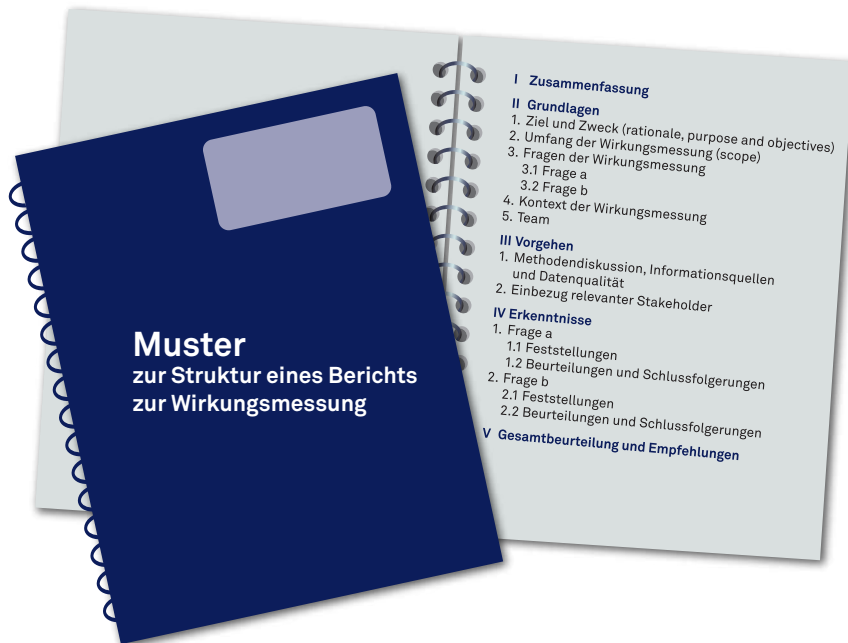 Muster
zur Struktur eines Berichts
zur Wirkungsmessung
I Zusammenfassung
II Grundlagen
1. Ziel und Zweck (rationale, purpose and objectives)
2. Umfang der Wirkungsmessung (scope)
3. Fragen der Wirkungsmessung
3.1 Frage a
3.2 Frage b
4. Kontext der Wirkungsmessung
5. Team
III Vorgehen
1. Methodendiskussion, Informationsquellen
und Datenqualität
2. Einbezug relevanter Stakeholder
IV Erkenntnisse
1. Frage a
1.1 Feststellungen
1.2 Beurteilungen und Schlussfolgerungen
2. Frage b
2.1 Feststellungen
2.2 Beurteilungen und Schlussfolgerungen
V Gesamtbeurteilung und Empfehlungen